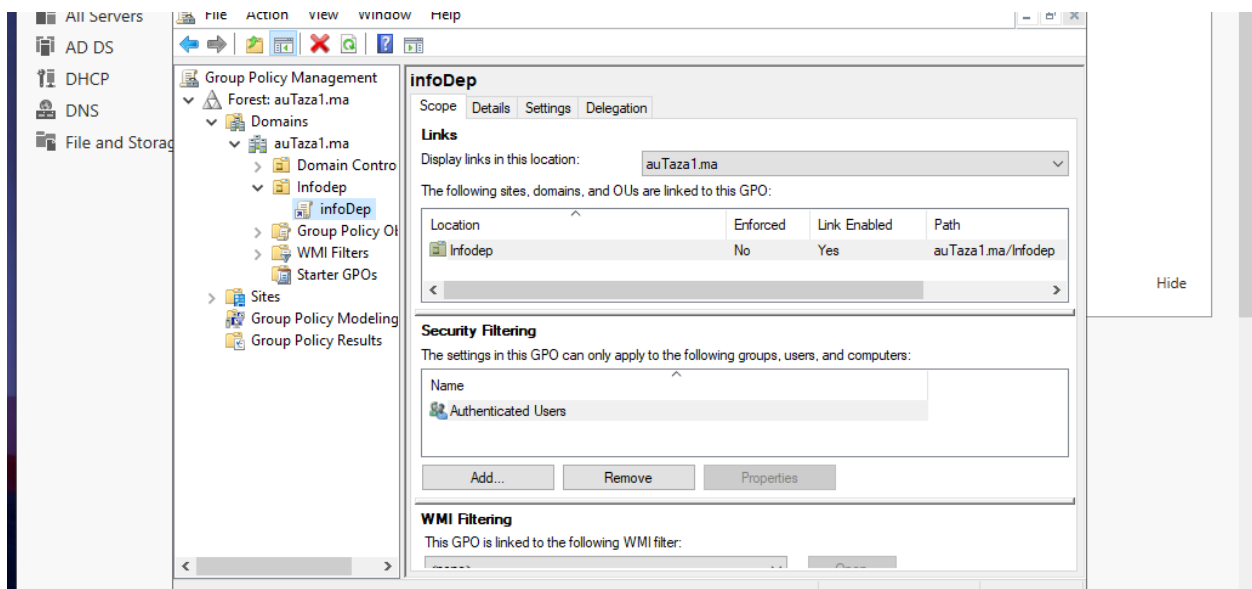 All Servers
AD DS
DHCP
DNS
File and Storag
File Action View Window Help
Group Policy Management
Forest: auTaza1.ma
Domains
auTaza1.ma
Domain Contro
Infodep
infoDep
Group Policy Ob
WMI Filters
Starter GPOs
Sites
Group Policy Modeling
Group Policy Results
infoDep
Scope Details Settings Delegation
Links
Display links in this location: auTaza1.ma
The following sites, domains, and OUs are linked to this GPO:
Location Enforced Link Enabled Path
Infodep No Yes auTaza1.ma/Infodep
Security Filtering
The settings in this GPO can only apply to the following groups, users, and computers:
Name
Authenticated Users
Add... Remove Properties
WMI Filtering
This GPO is linked to the following WMI filter:
Hide